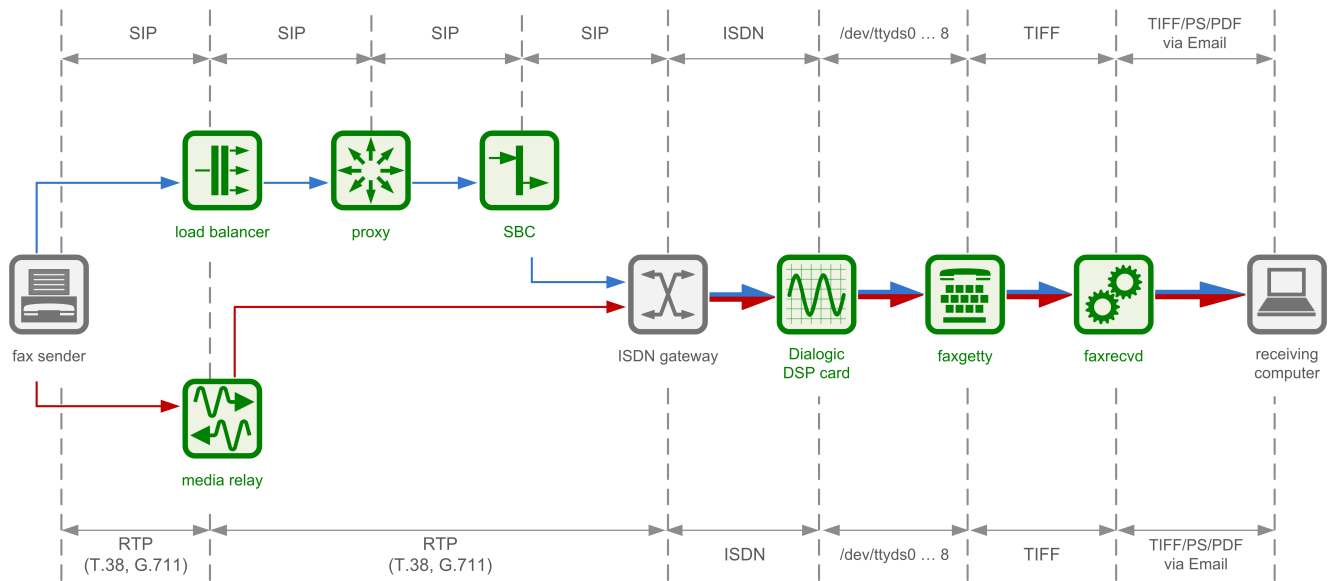 SIP
SIP
SIP
SIP
ISDN
/dev/ttyds0 … 8
TIFF
TIFF/PS/PDF
via Email
load balancer
proxy
SBC
fax sender
ISDN gateway
Dialogic
DSP card
faxgetty
faxrecvd
receiving
computer
media relay
RTP
(T.38, G.711)
RTP
(T.38, G.711)
ISDN
/dev/ttyds0 … 8
TIFF
TIFF/PS/PDF
via Email